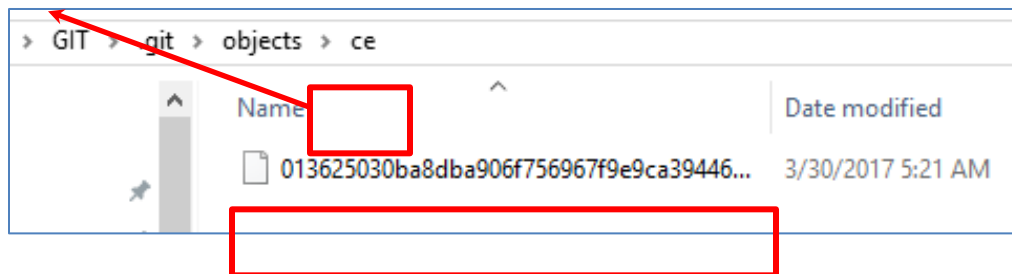 > GIT > .git > objects > ce
Name Date modified
013625030ba8dba906f756967f9e9ca39446... 3/30/2017 5:21 AM